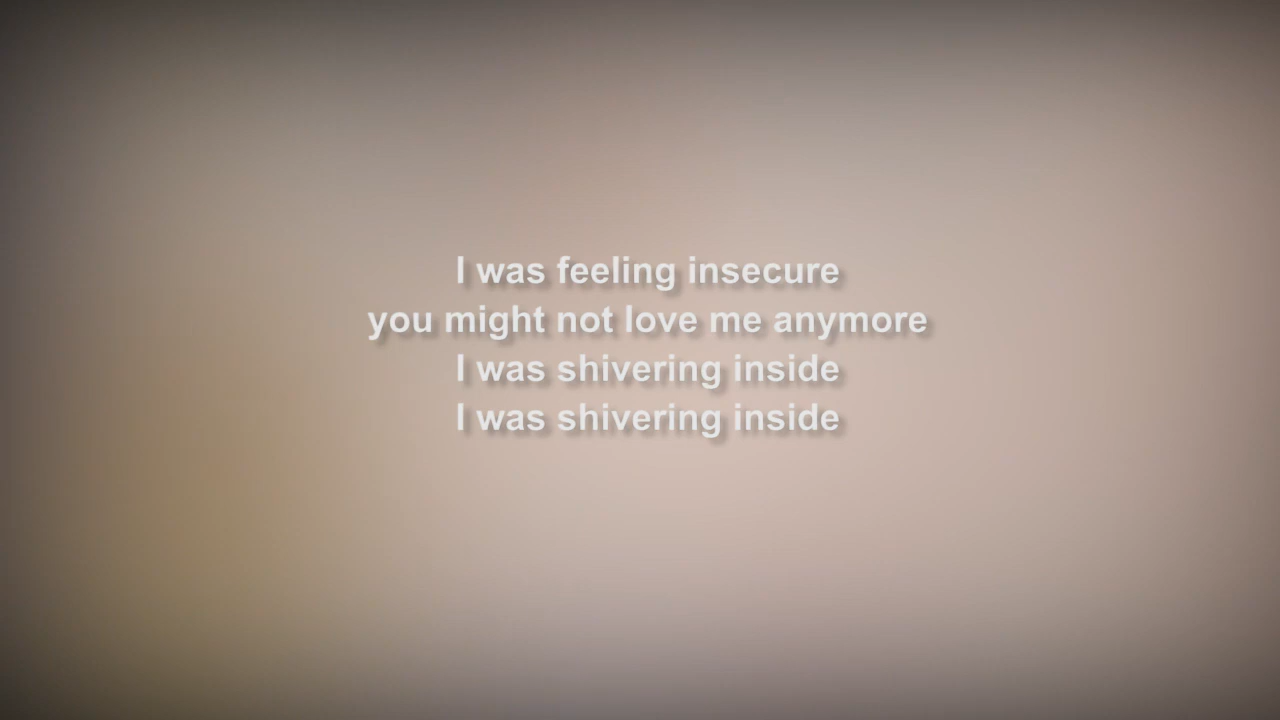 I was feeling insecure
you might not love me anymore
I was shivering inside
I was shivering inside